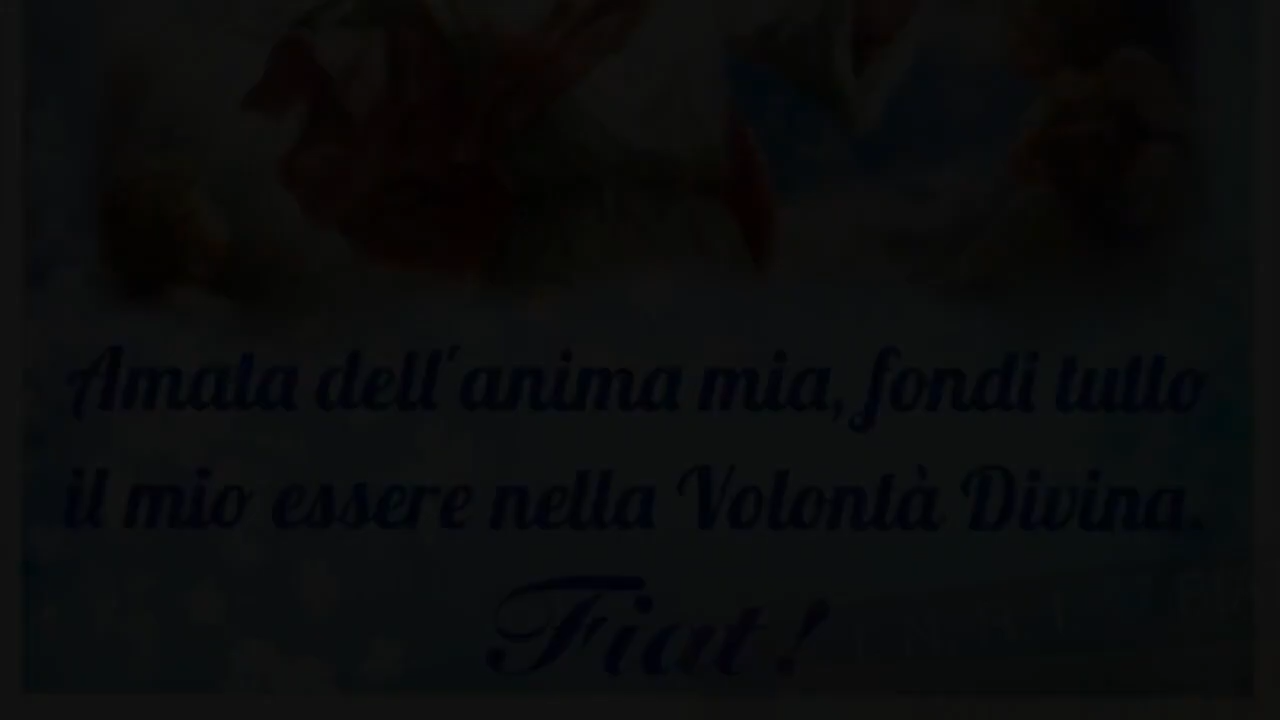 Amata dell'anima mia, fondi tutto
il mio essere nella Volontà Divina.
Fiat!